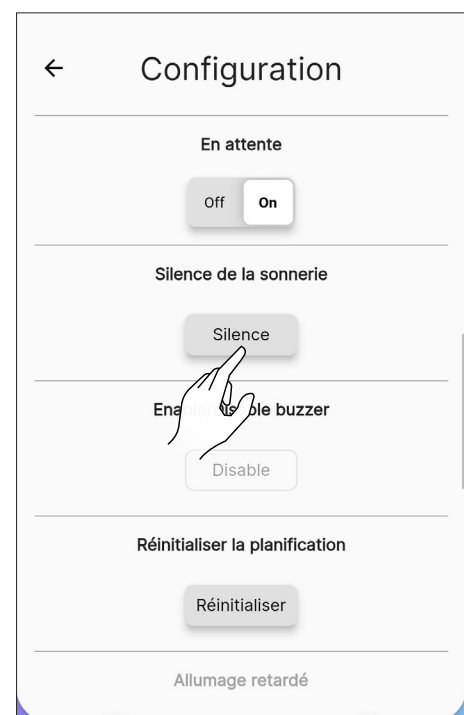 Configuration
En attente
Off On
Silence de la sonnerie
Silence
buzzer
Disable
Réinitialiser la planification
Réinitialiser
Allumage retardé